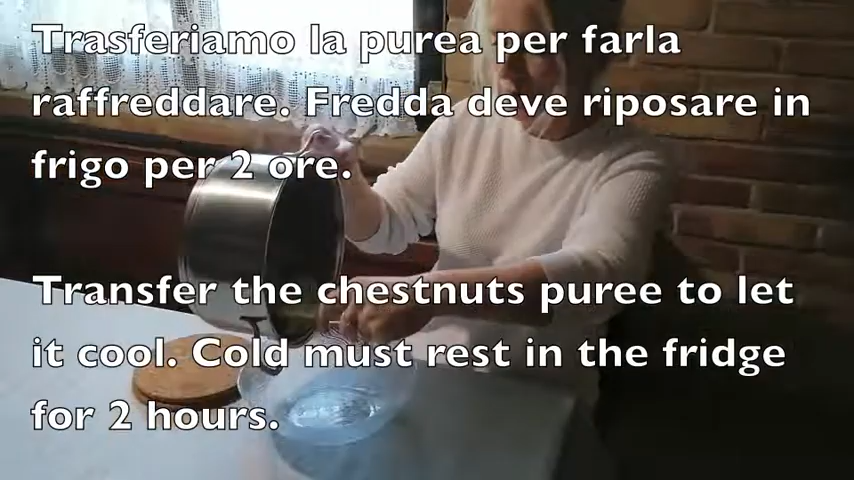 Trasferiamo la purea per farla
raffreddare. Fredda deve riposare in
frigo per 2 ore.
Transfer the chestnuts puree to let
it cool. Cold must rest in the fridge
for 2 hours.